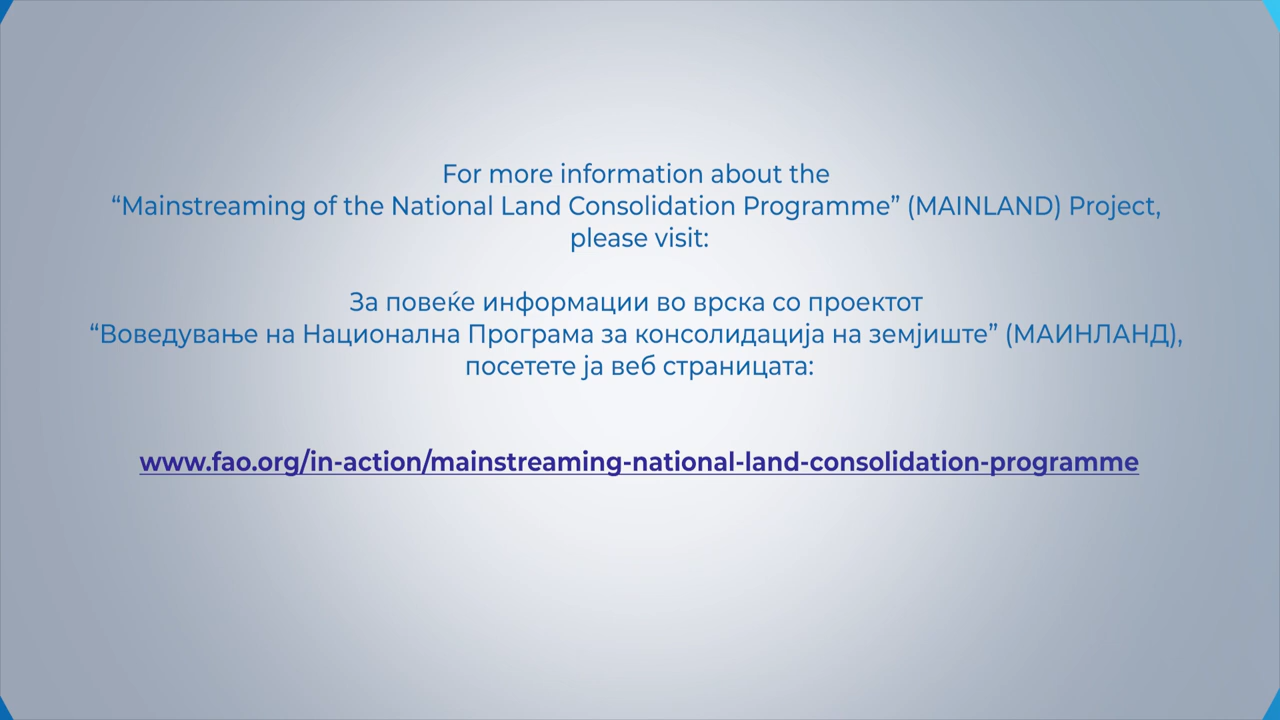 For more information about the
“Mainstreaming of the National Land Consolidation Programme” (MAINLAND) Project,
please visit:
За повеќе информации во врска со проектот
“Воведување на Национална Програма за консолидација на земјиште” (МАИНЛАНД),
посетете ја веб страницата:
www.fao.org/in-action/mainstreaming-national-land-consolidation-programme